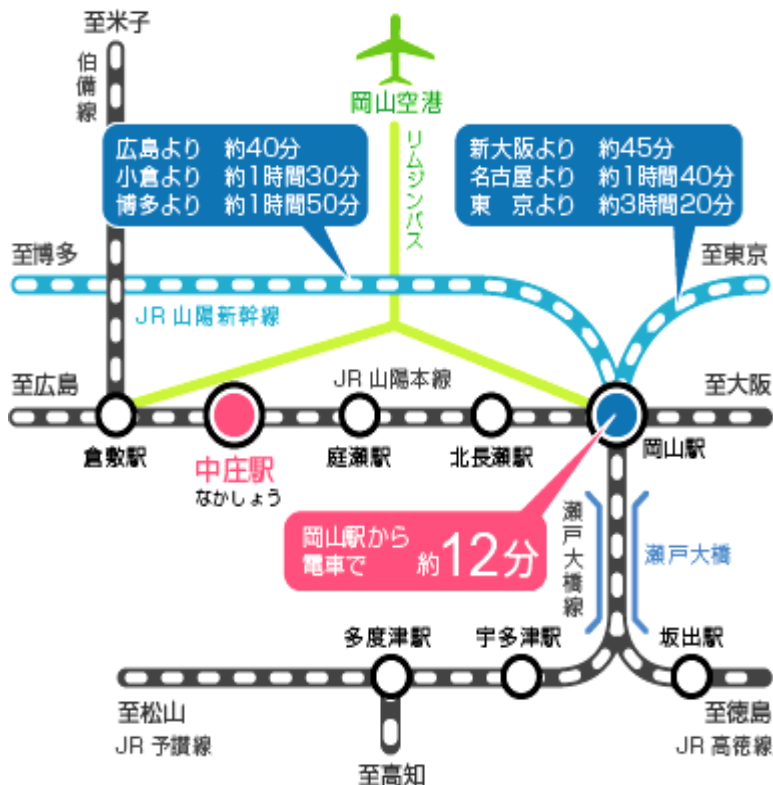 至米子
伯備線
岡山空港
リムジンバス
広島より 約40分
小倉より 約1時間30分
博多より 約1時間50分
新大阪より 約45分
名古屋より 約1時間40分
東 京より 約3時間20分
至博多
至東京
JR 山陽新幹線
至広島
JR 山陽本線
至大阪
倉敷駅
中庄駅
なかしょう
庭瀬駅
北長瀬駅
岡山駅
岡山駅から
電車で 約12分
瀬戸大橋線
瀬戸大橋
多度津駅
宇多津駅
坂出駅
至松山
JR 予讃線
至高知
至徳島
JR 高徳線